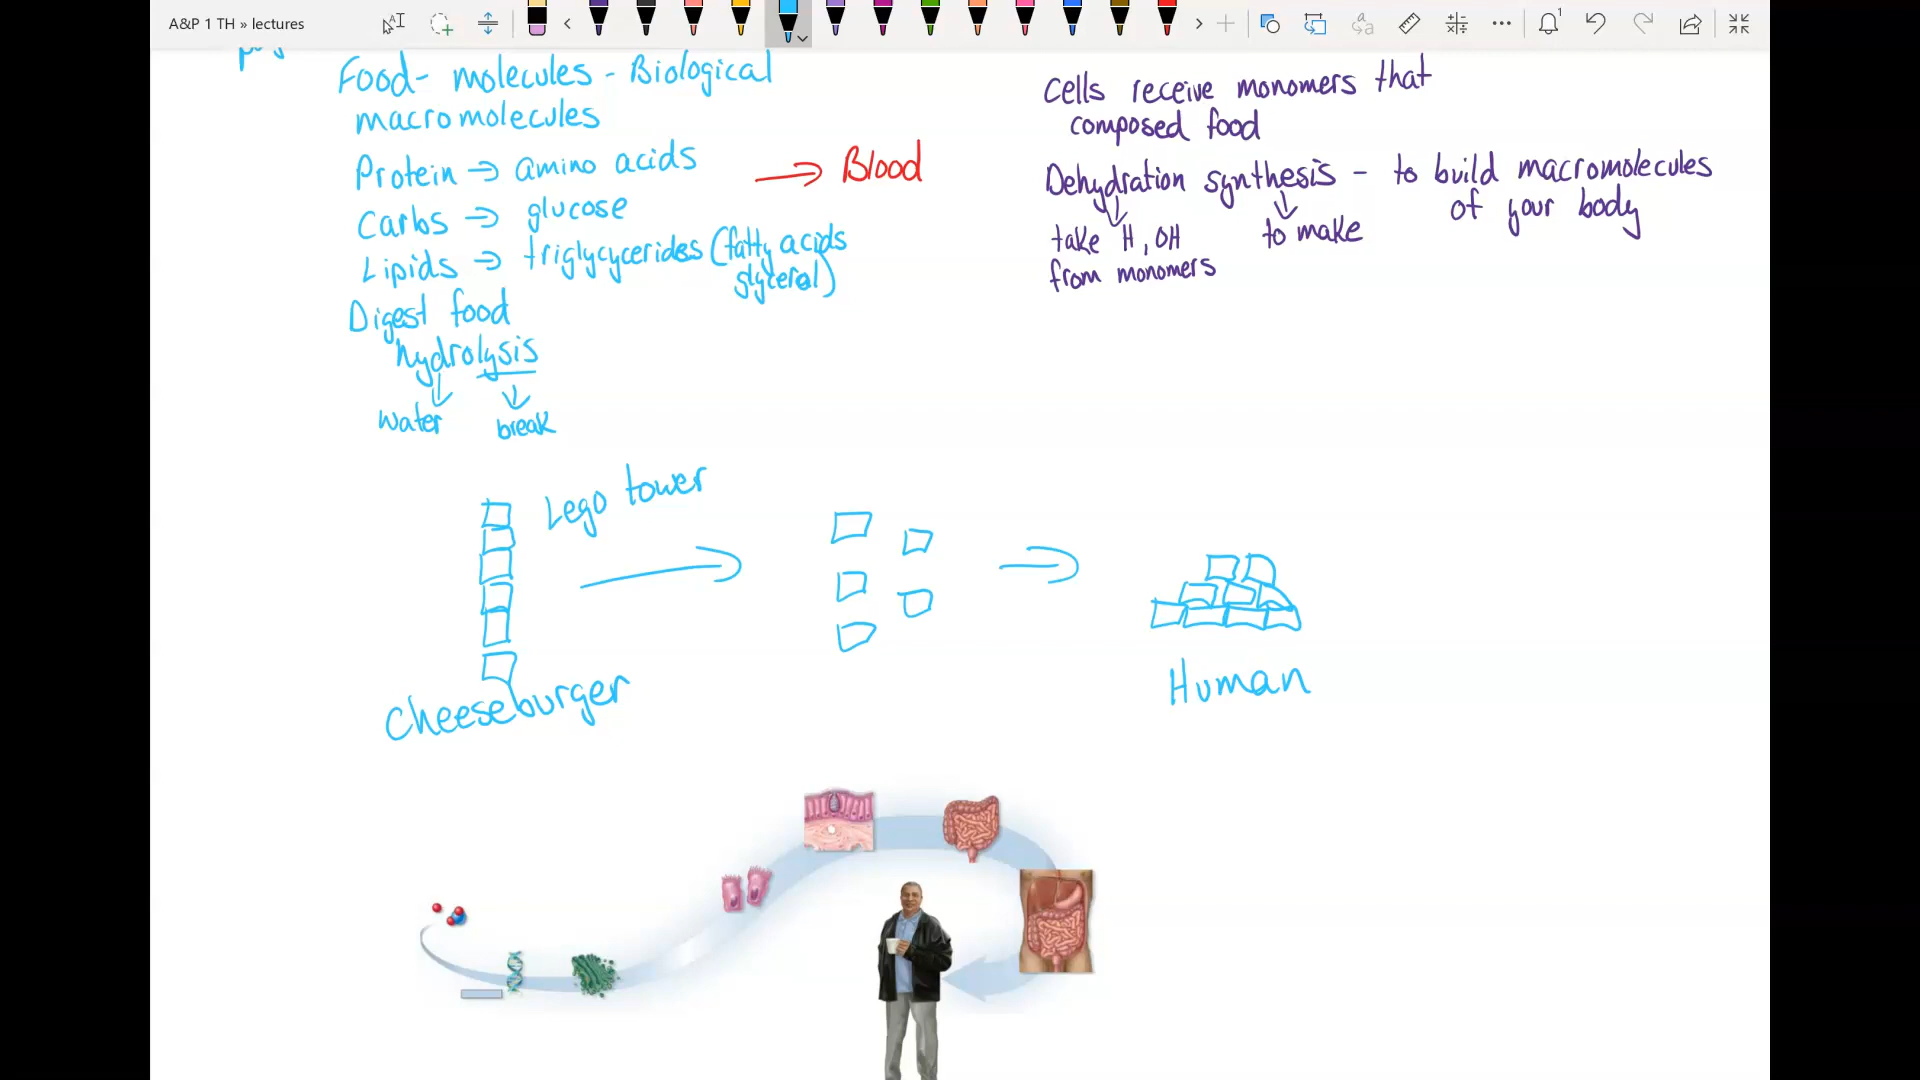 A&P 1 TH » lectures
Food- molecules - Biological
macromolecules
Protein → amino acids
→ Blood
Carbs → glucose
Lipids → triglycycerides (fatty acids
glycerol)
Digest food
hydrolysis
water break
Cells receive monomers that
composed food
Dehydration synthesis - to build macromolecules
of your body
take H, OH to make
from monomers
Lego tower
Cheeseburger
Human